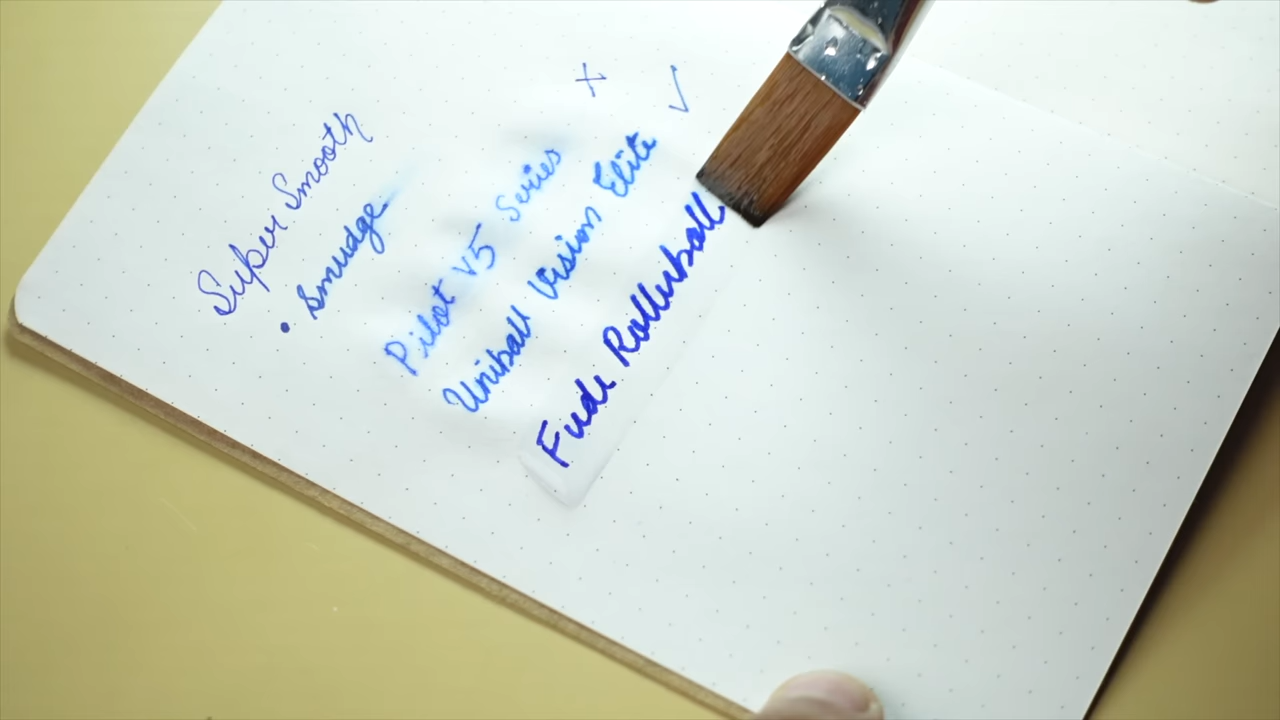 Super Smooth
• Smudge
Pilot V5 Series ×
Uniball Vision Elite ✓
Fude Rollerball